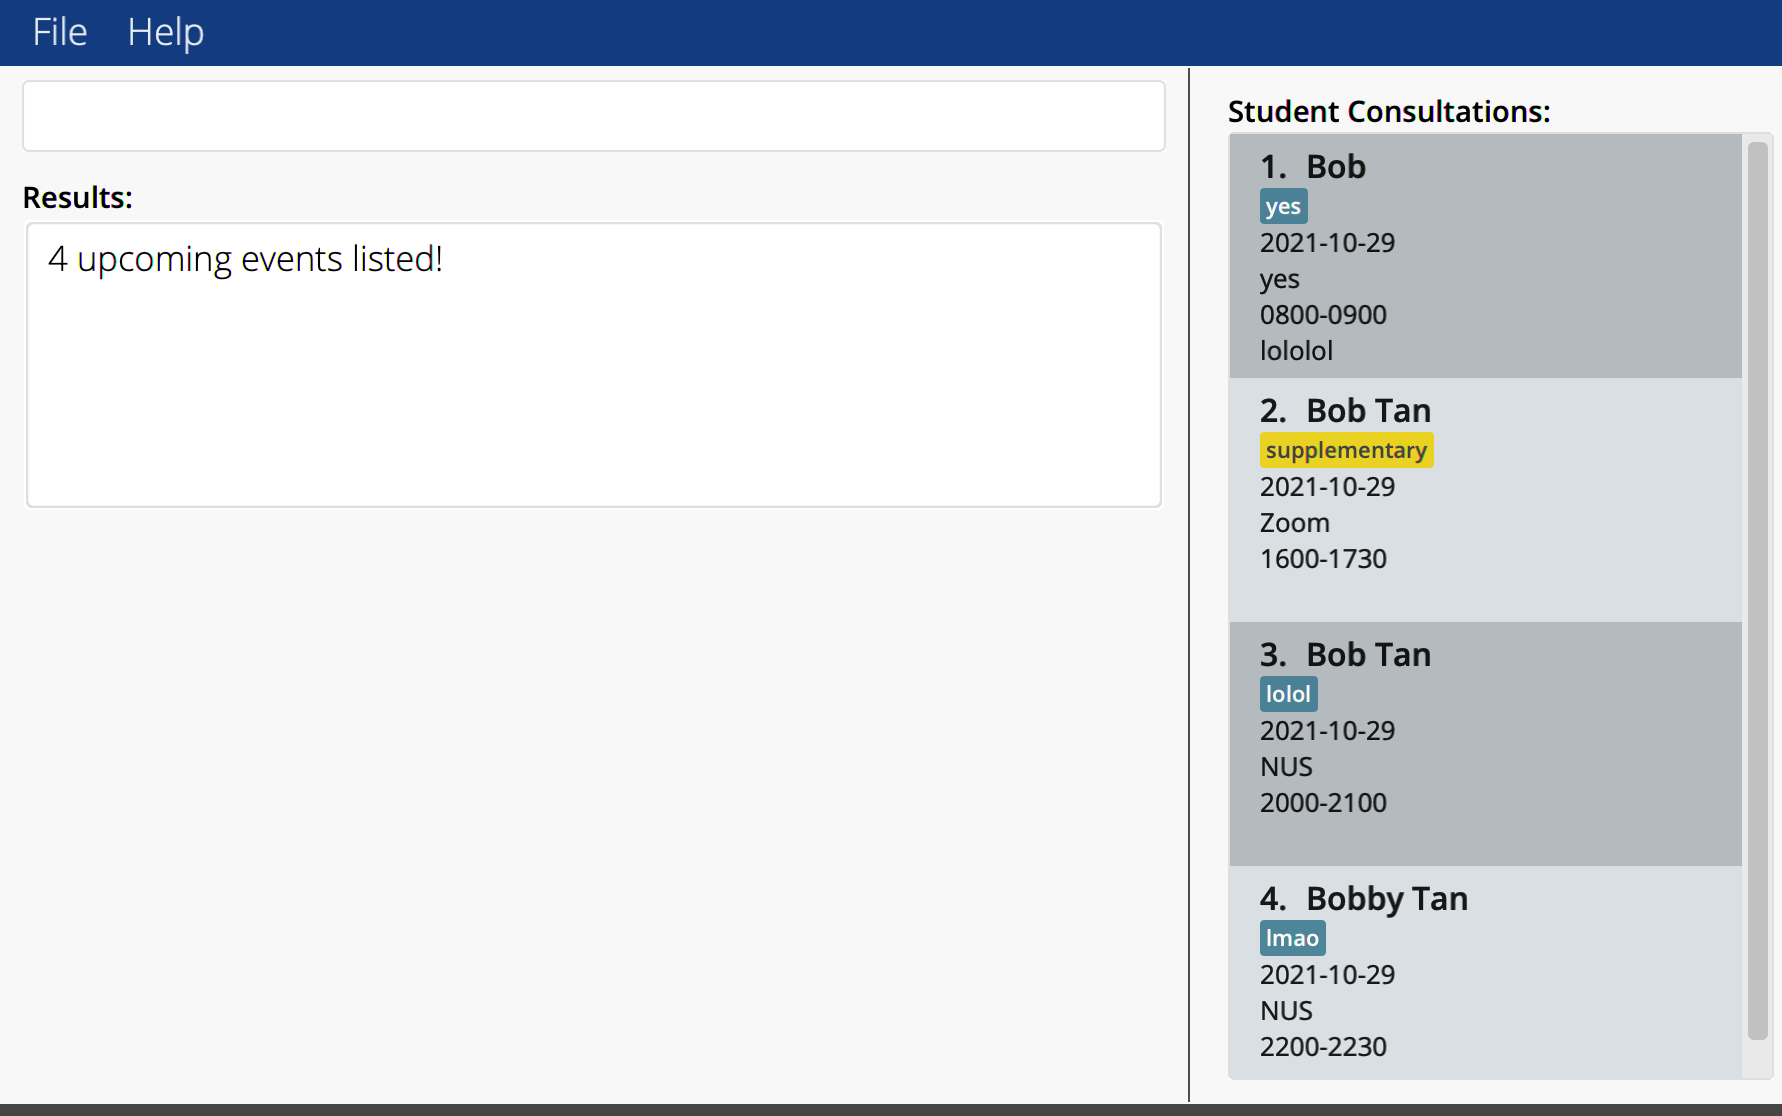 File Help
Results:
4 upcoming events listed!
Student Consultations:
1. Bob
yes
2021-10-29
yes
0800-0900
lololol
2. Bob Tan
supplementary
2021-10-29
Zoom
1600-1730
3. Bob Tan
lolol
2021-10-29
NUS
2000-2100
4. Bobby Tan
lmao
2021-10-29
NUS
2200-2230